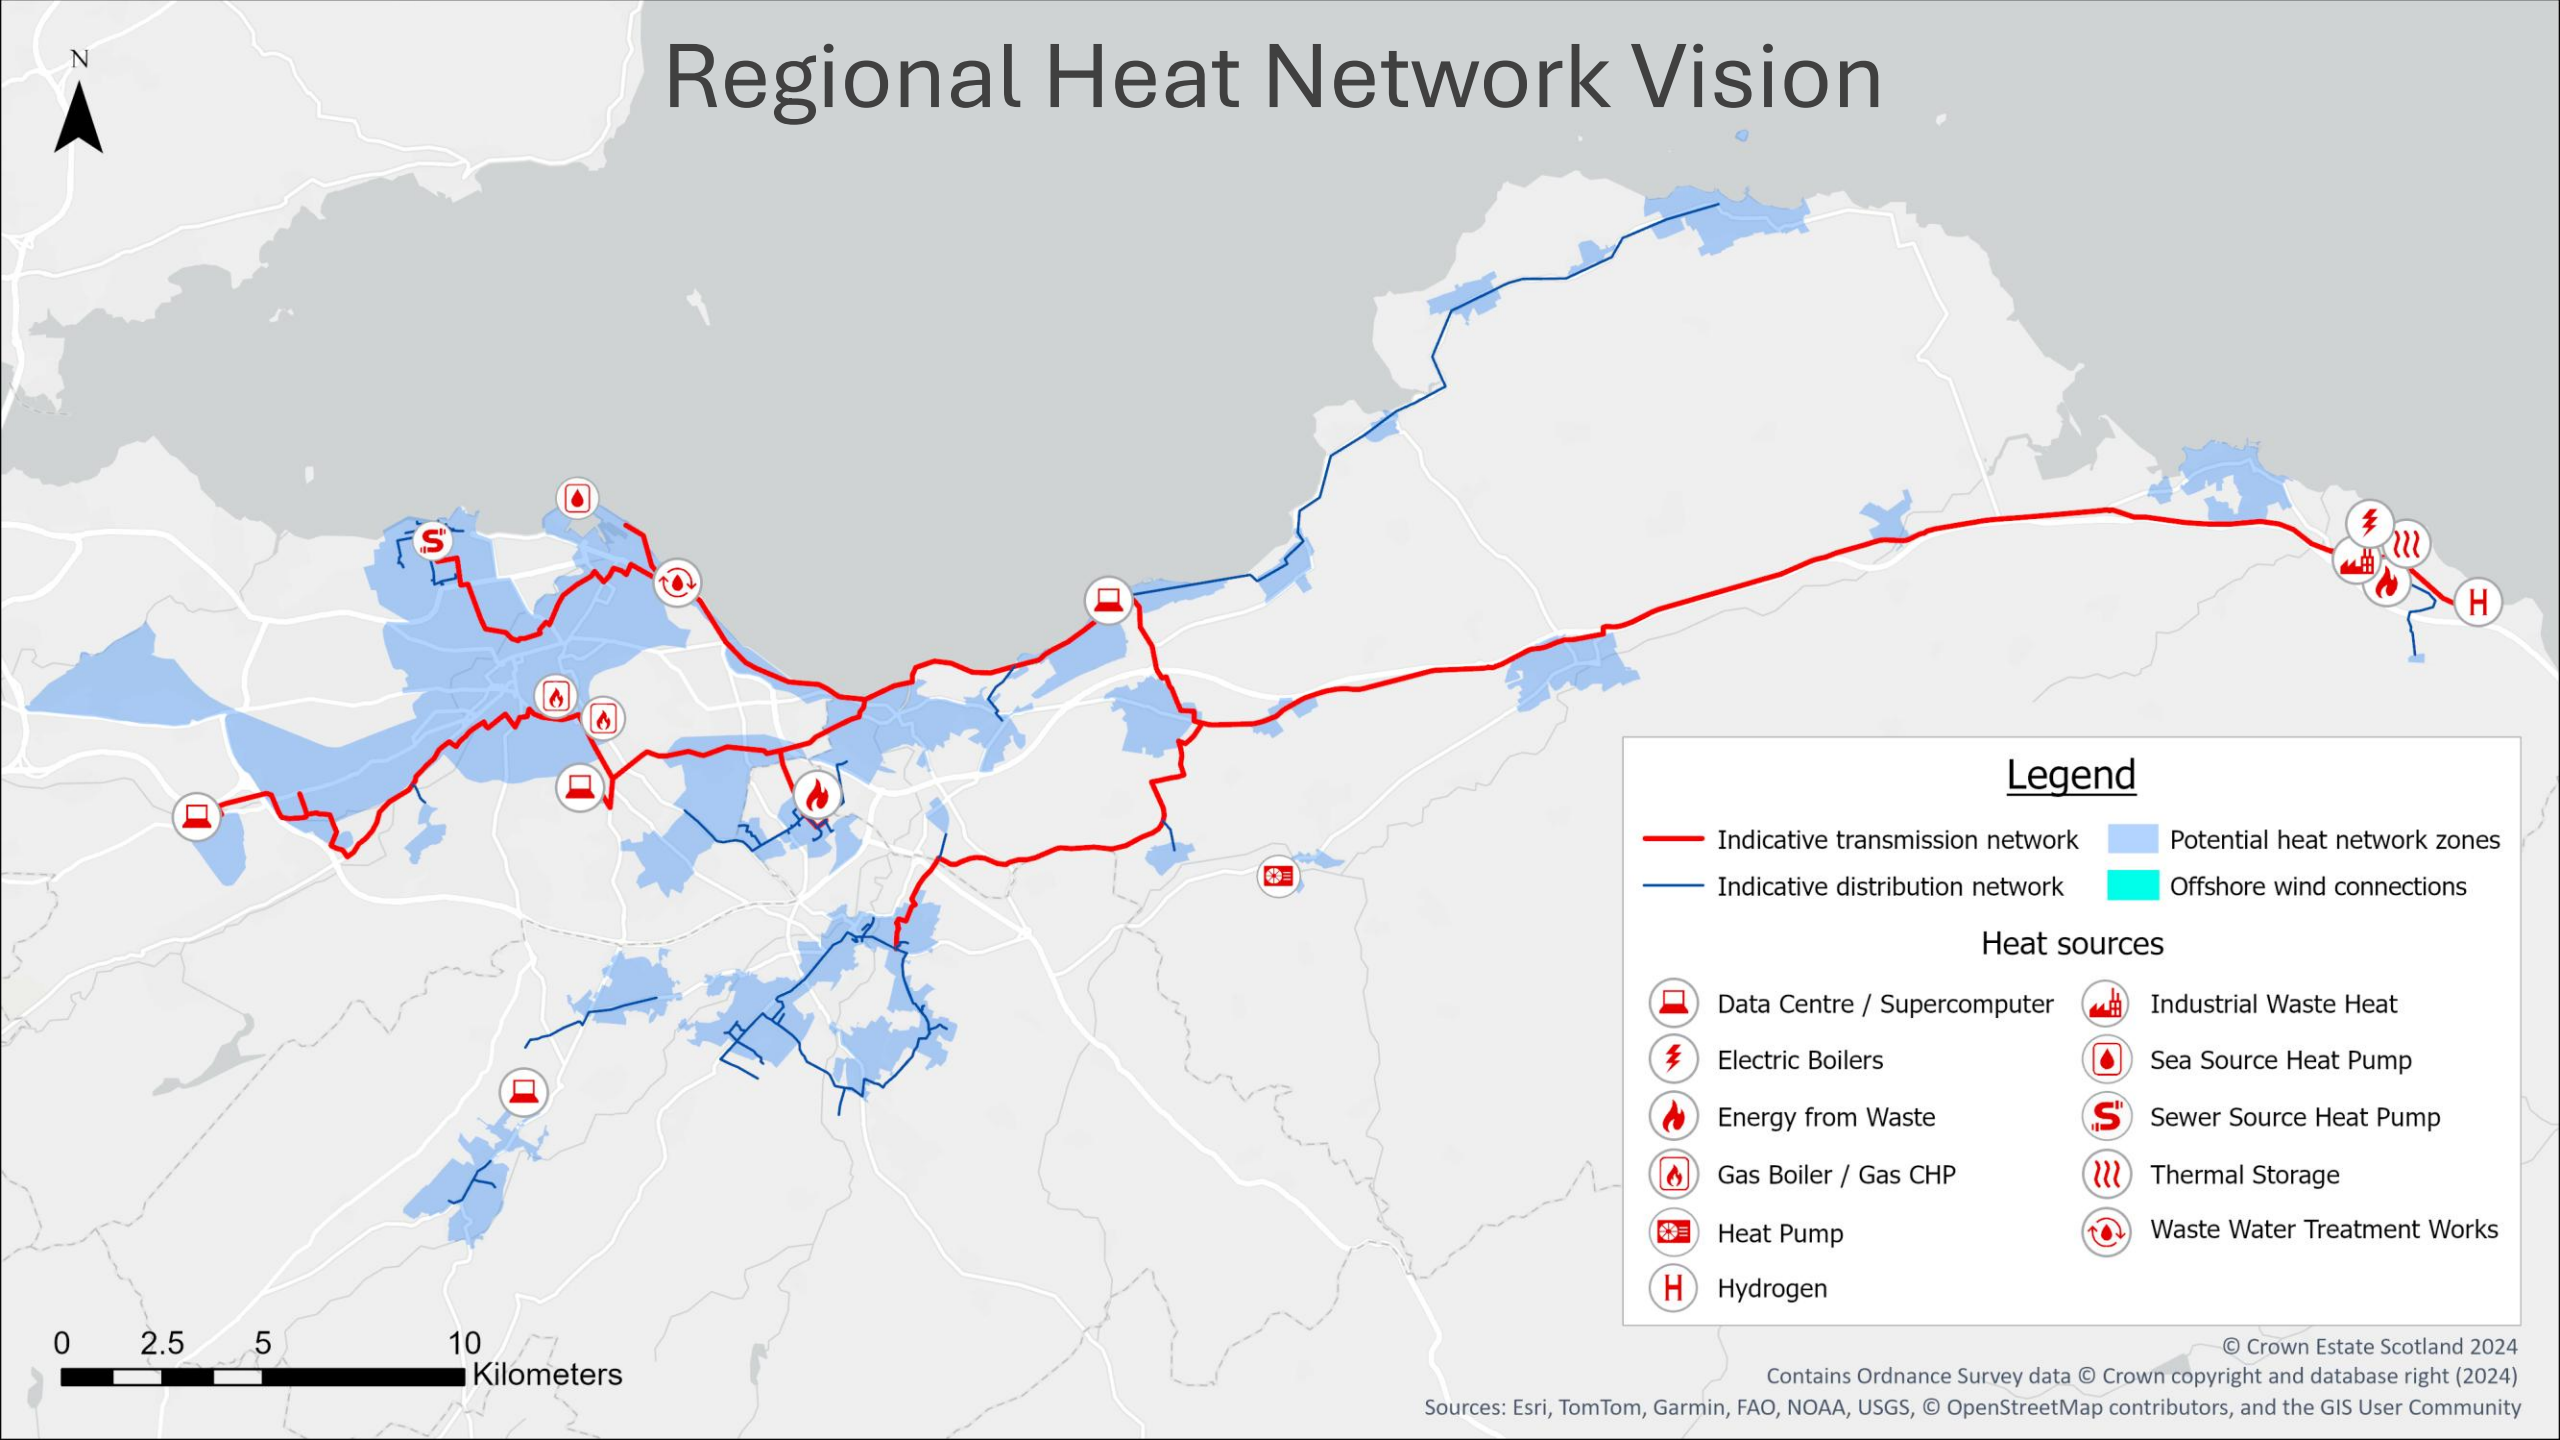 Regional Heat Network Vision
N
Legend
Indicative transmission network
Potential heat network zones
Indicative distribution network
Offshore wind connections
Heat sources
Data Centre / Supercomputer
Industrial Waste Heat
Electric Boilers
Sea Source Heat Pump
Energy from Waste
Sewer Source Heat Pump
Gas Boiler / Gas CHP
Thermal Storage
Heat Pump
Waste Water Treatment Works
H
Hydrogen
0 2.5 5 10
Kilometers
© Crown Estate Scotland 2024
Contains Ordnance Survey data © Crown copyright and database right (2024)
Sources: Esri, TomTom, Garmin, FAO, NOAA, USGS, © OpenStreetMap contributors, and the GIS User Community